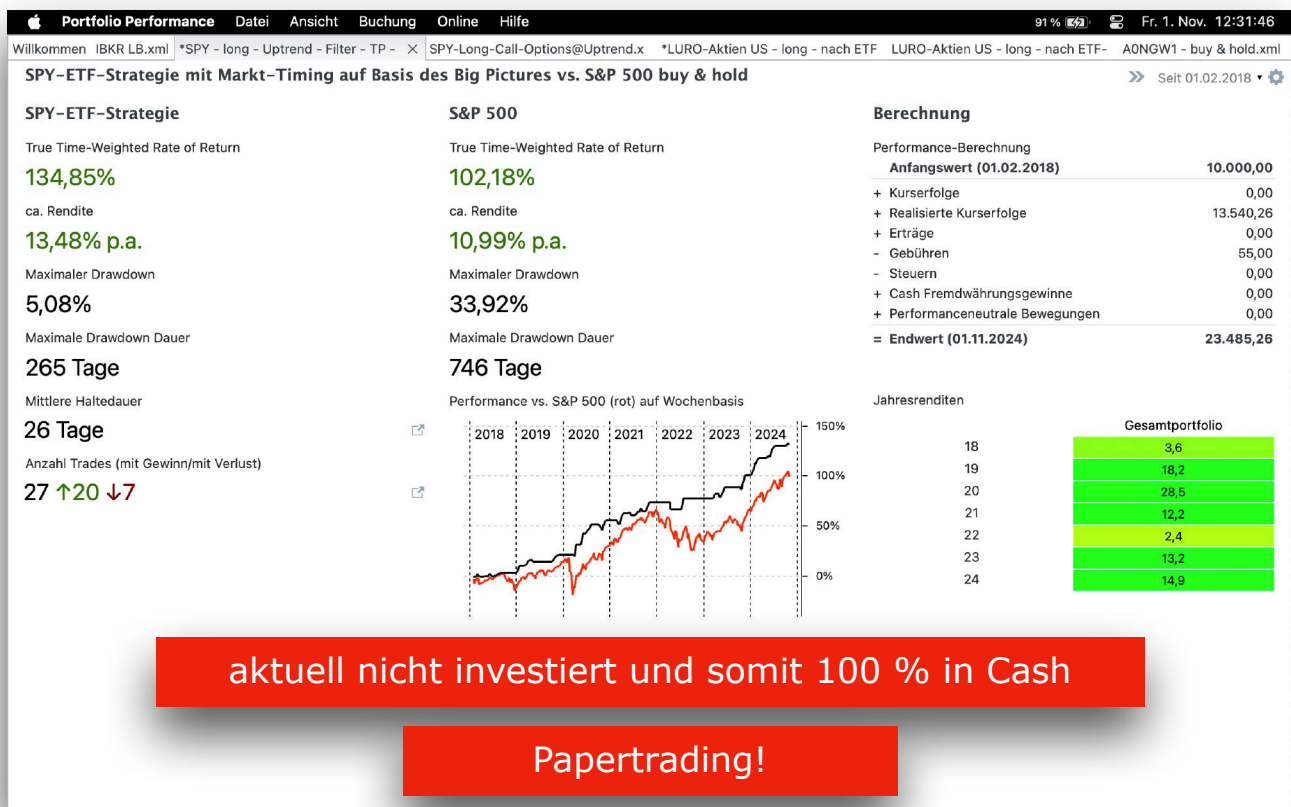 Portfolio Performance Datei Ansicht Buchung Online Hilfe 91 % Fr. 1. Nov. 12:31:46
Willkommen IBKR LB.xml *SPY - long - Uptrend - Filter - TP - × SPY-Long-Call-Options@Uptrend.x *LURO-Aktien US - long - nach ETF LURO-Aktien US - long - nach ETF- A0NGW1 - buy & hold.xml
SPY-ETF-Strategie mit Markt-Timing auf Basis des Big Pictures vs. S&P 500 buy & hold Seit 01.02.2018
SPY-ETF-Strategie
True Time-Weighted Rate of Return
134,85%
ca. Rendite
13,48% p.a.
Maximaler Drawdown
5,08%
Maximale Drawdown Dauer
265 Tage
Mittlere Haltedauer
26 Tage
Anzahl Trades (mit Gewinn/mit Verlust)
27 ↑20 ↓7
S&P 500
True Time-Weighted Rate of Return
102,18%
ca. Rendite
10,99% p.a.
Maximaler Drawdown
33,92%
Maximale Drawdown Dauer
746 Tage
Performance vs. S&P 500 (rot) auf Wochenbasis
2018 2019 2020 2021 2022 2023 2024
150%
100%
50%
0%
Berechnung
Performance-Berechnung
Anfangswert (01.02.2018) 10.000,00
+ Kurserfolge 0,00
+ Realisierte Kurserfolge 13.540,26
+ Erträge 0,00
- Gebühren 55,00
- Steuern 0,00
+ Cash Fremdwährungsgewinne 0,00
+ Performanceneutrale Bewegungen 0,00
= Endwert (01.11.2024) 23.485,26
Jahresrenditen
Gesamtportfolio
18 3,6
19 18,2
20 28,5
21 12,2
22 2,4
23 13,2
24 14,9
aktuell nicht investiert und somit 100 % in Cash
Papertrading!